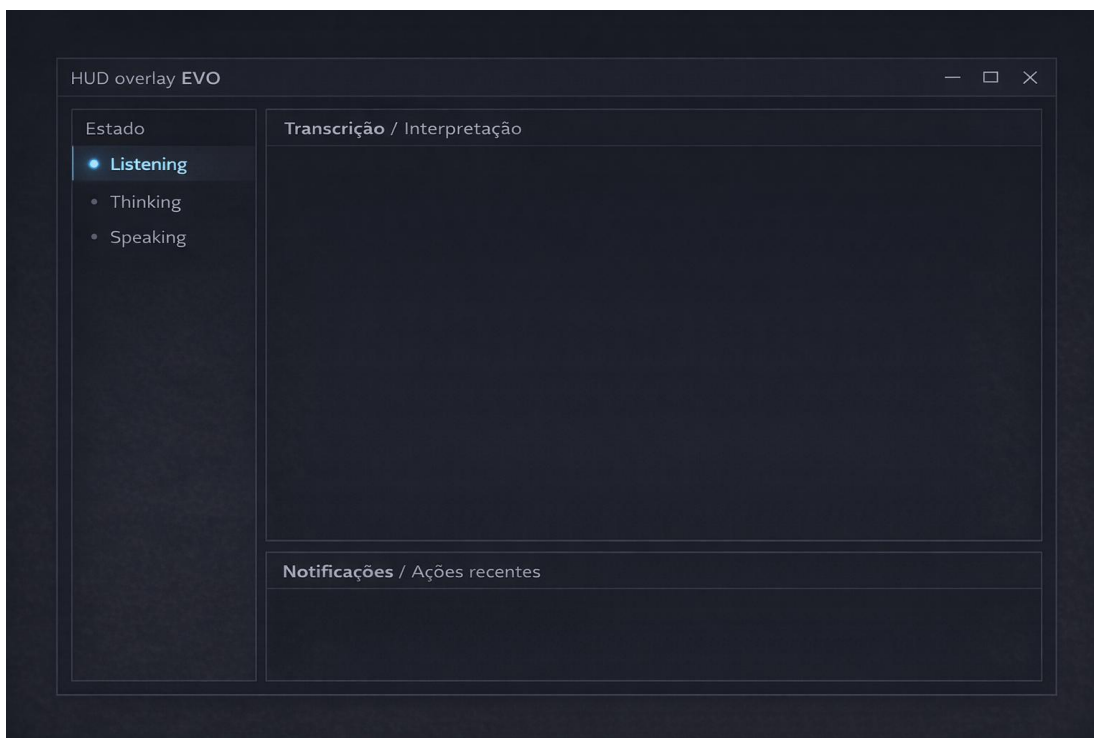 HUD overlay EVO
Estado
Listening
Thinking
Speaking
Transcrição / Interpretação
Notificações / Ações recentes